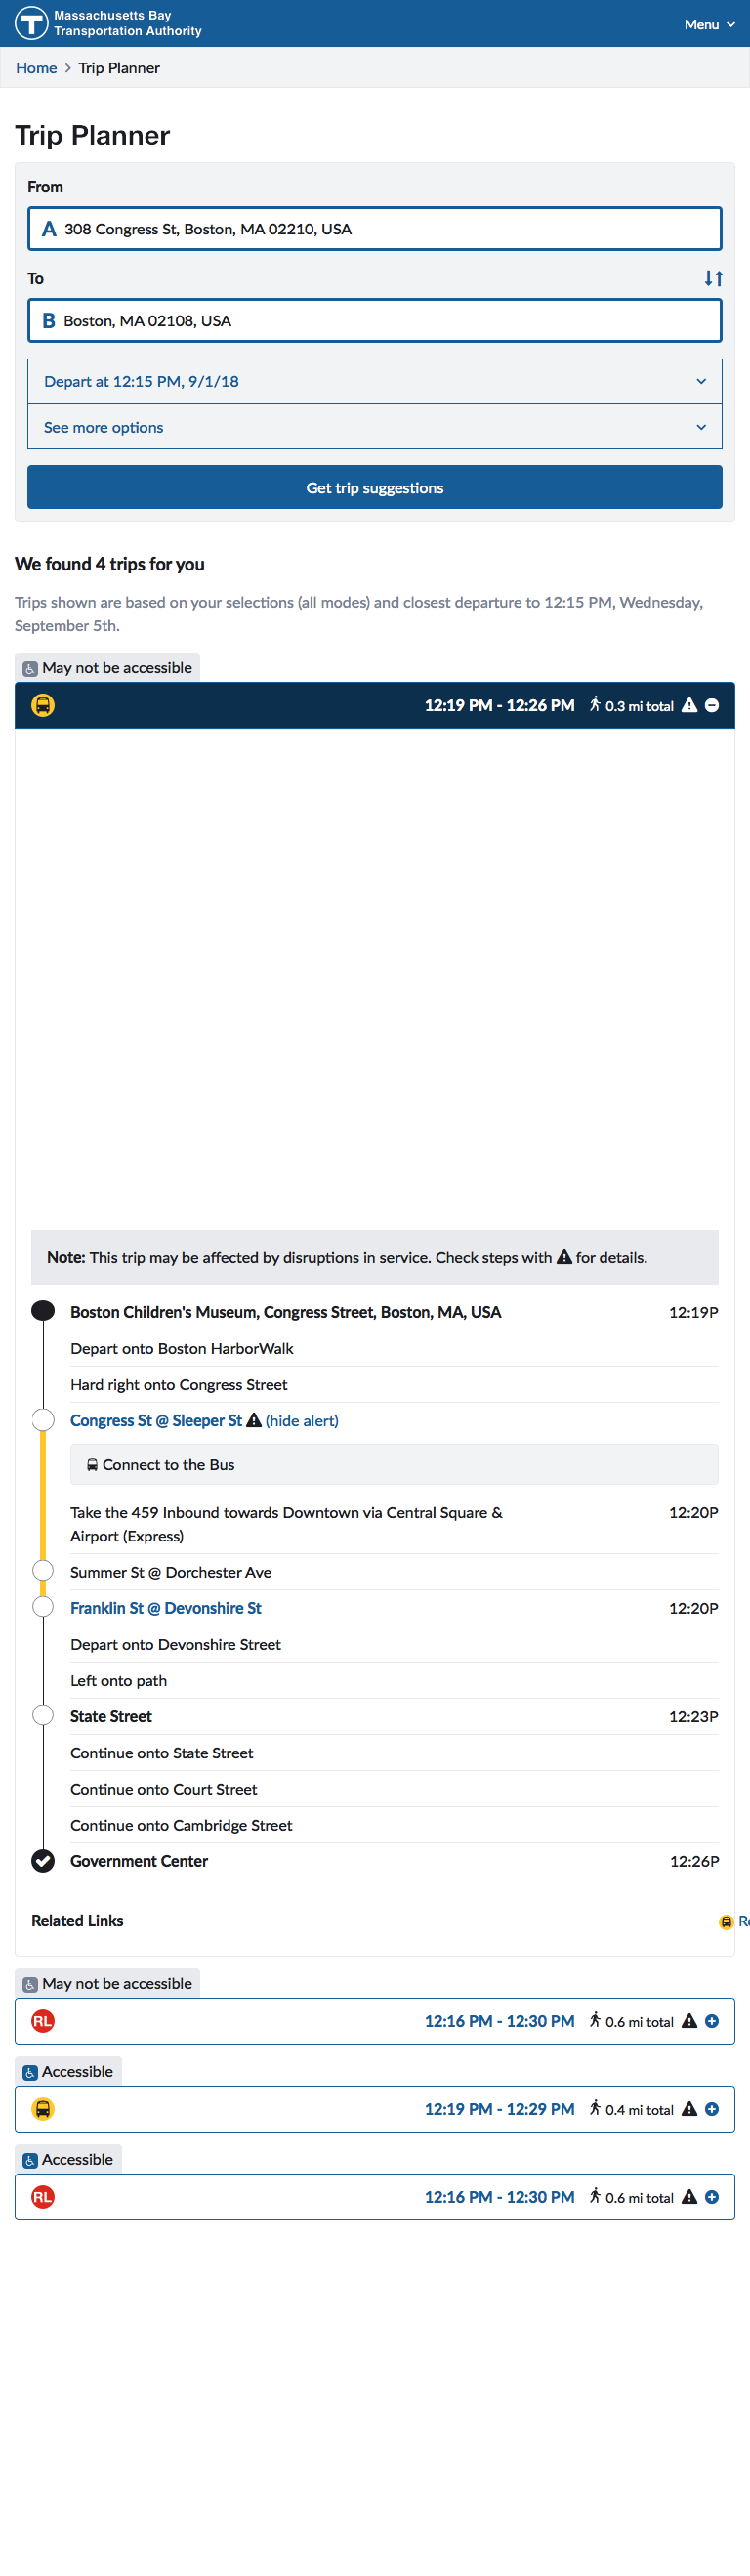 Massachusetts Bay
Transportation Authority
Menu
Home > Trip Planner
Trip Planner
From
A 308 Congress St, Boston, MA 02210, USA
To
B Boston, MA 02108, USA
Depart at 12:15 PM, 9/1/18
See more options
Get trip suggestions
We found 4 trips for you
Trips shown are based on your selections (all modes) and closest departure to 12:15 PM, Wednesday,
September 5th.
May not be accessible
12:19 PM - 12:26 PM 0.3 mi total
Note: This trip may be affected by disruptions in service. Check steps with for details.
Boston Children's Museum, Congress Street, Boston, MA, USA 12:19P
Depart onto Boston HarborWalk
Hard right onto Congress Street
Congress St @ Sleeper St (hide alert)
Connect to the Bus
Take the 459 Inbound towards Downtown via Central Square & 12:20P
Airport (Express)
Summer St @ Dorchester Ave
Franklin St @ Devonshire St 12:20P
Depart onto Devonshire Street
Left onto path
State Street 12:23P
Continue onto State Street
Continue onto Court Street
Continue onto Cambridge Street
Government Center 12:26P
Related Links
May not be accessible
RL 12:16 PM - 12:30 PM 0.6 mi total
Accessible
12:19 PM - 12:29 PM 0.4 mi total
Accessible
RL 12:16 PM - 12:30 PM 0.6 mi total